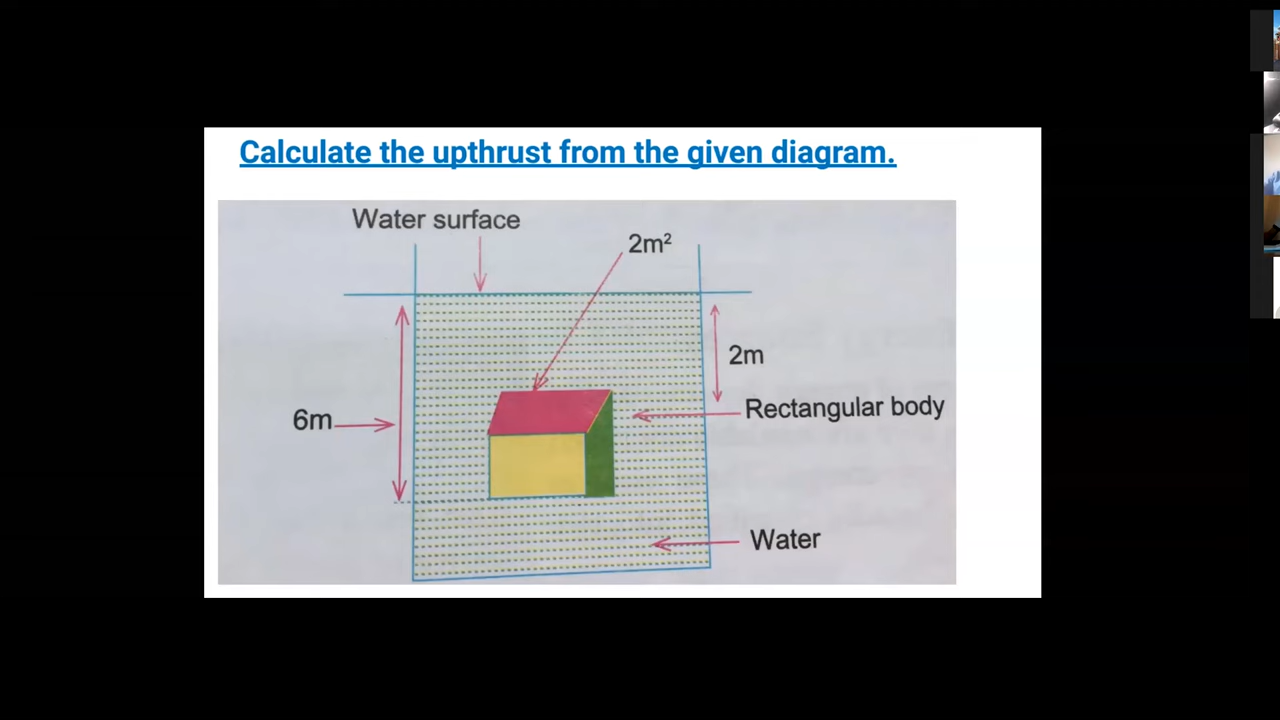 Calculate the upthrust from the given diagram.
Water surface
2m²
2m
6m
Rectangular body
Water